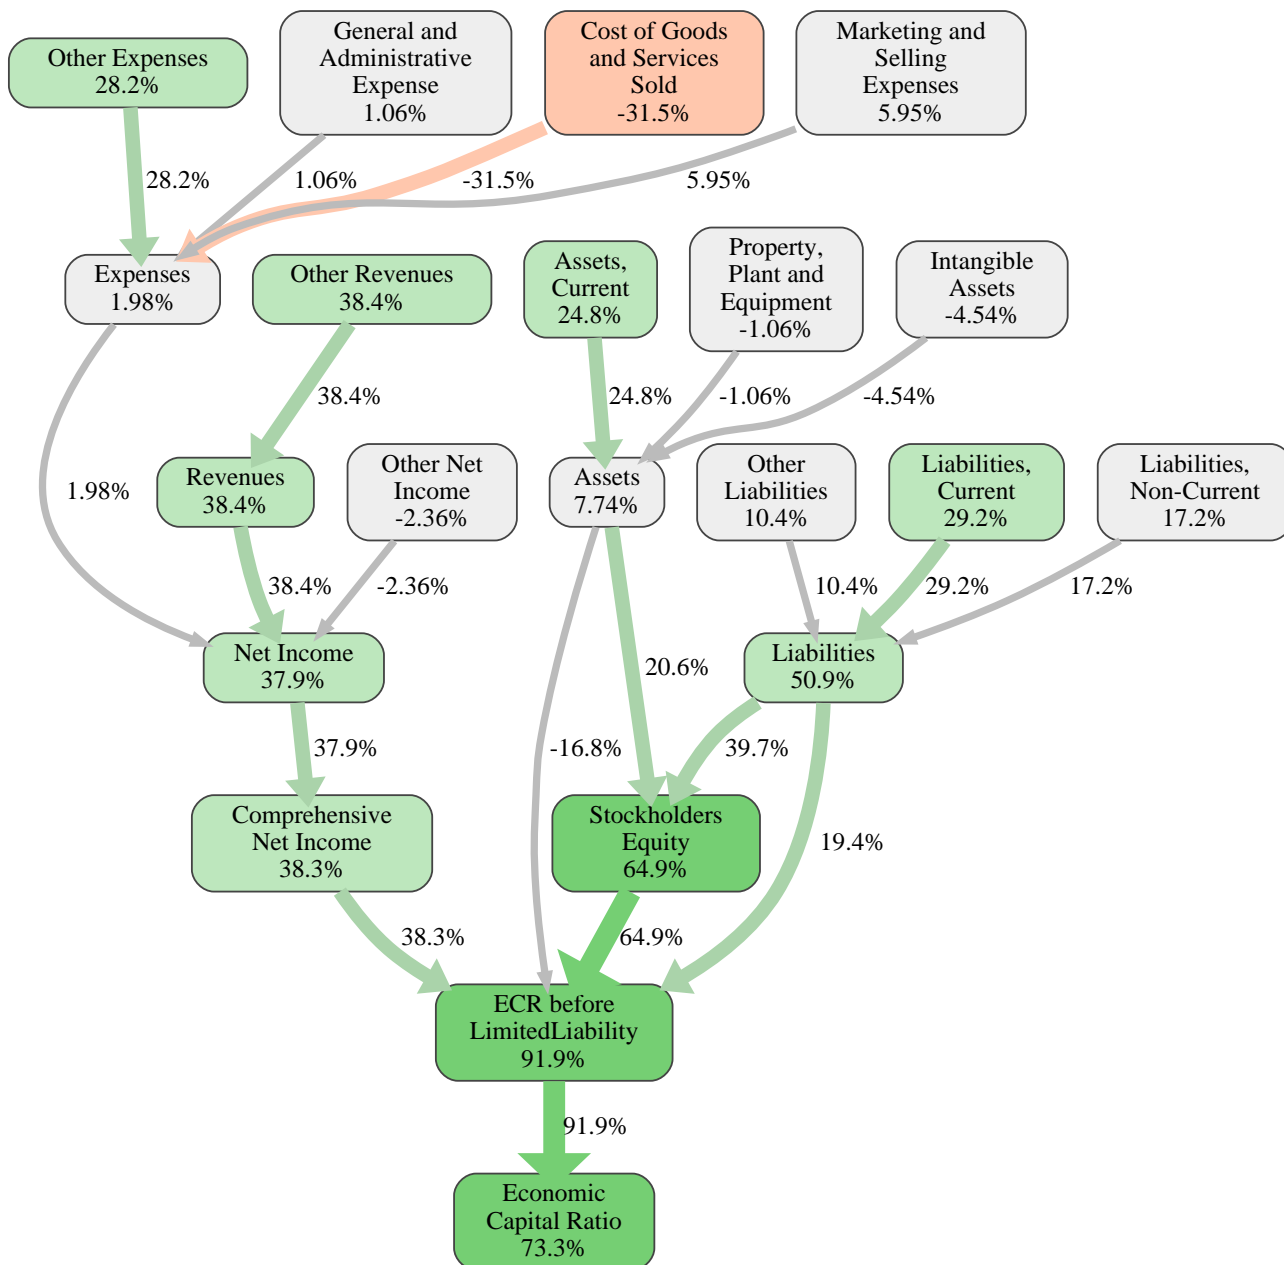 Other Expenses
28.2%
General and
Administrative
Expense
1.06%
Cost of Goods
and Services
Sold
-31.5%
Marketing and
Selling
Expenses
5.95%
28.2%
1.06%
-31.5%
5.95%
Expenses
1.98%
Other Revenues
38.4%
Assets,
Current
24.8%
Property,
Plant and
Equipment
-1.06%
Intangible
Assets
-4.54%
38.4%
24.8%
-1.06%
-4.54%
1.98%
Revenues
38.4%
Other Net
Income
-2.36%
Assets
7.74%
Other
Liabilities
10.4%
Liabilities,
Current
29.2%
Liabilities,
Non-Current
17.2%
38.4%
-2.36%
10.4%
29.2%
17.2%
Net Income
37.9%
20.6%
Liabilities
50.9%
37.9%
-16.8%
39.7%
Comprehensive
Net Income
38.3%
Stockholders
Equity
64.9%
19.4%
38.3%
64.9%
ECR before
LimitedLiability
91.9%
91.9%
Economic
Capital Ratio
73.3%